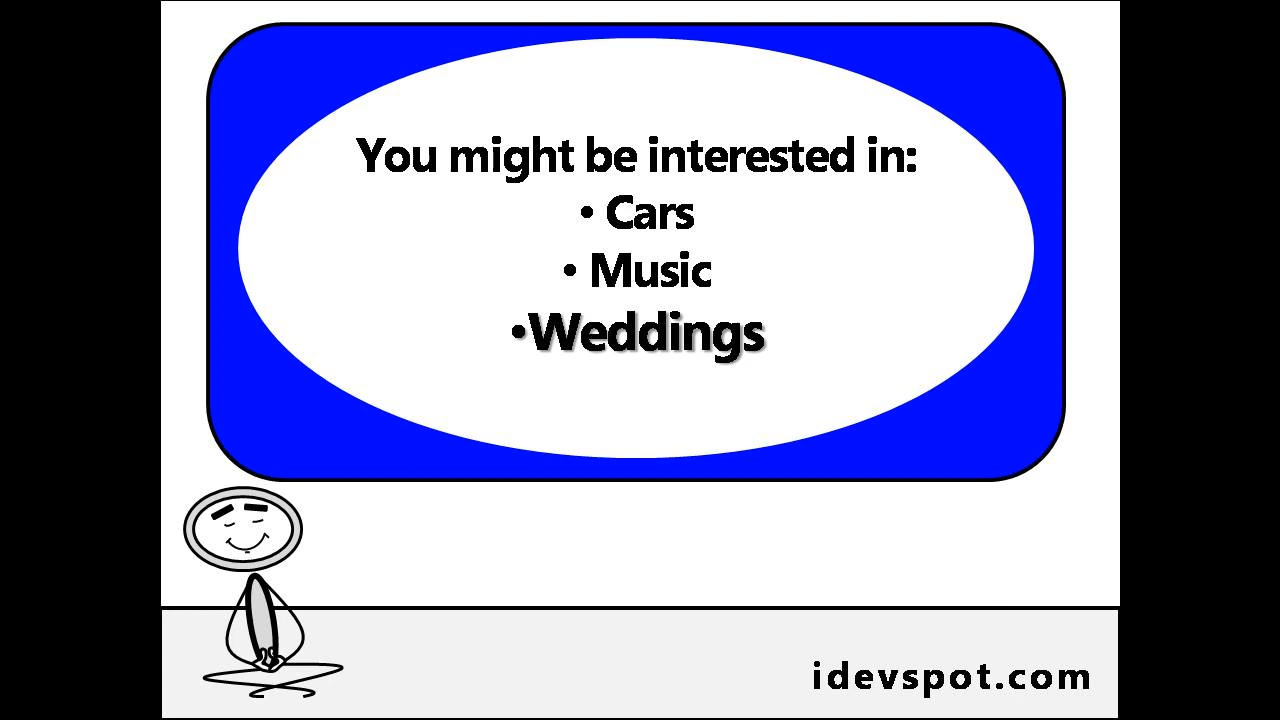 You might be interested in:
• Cars
• Music
•Weddings
idevspot.com